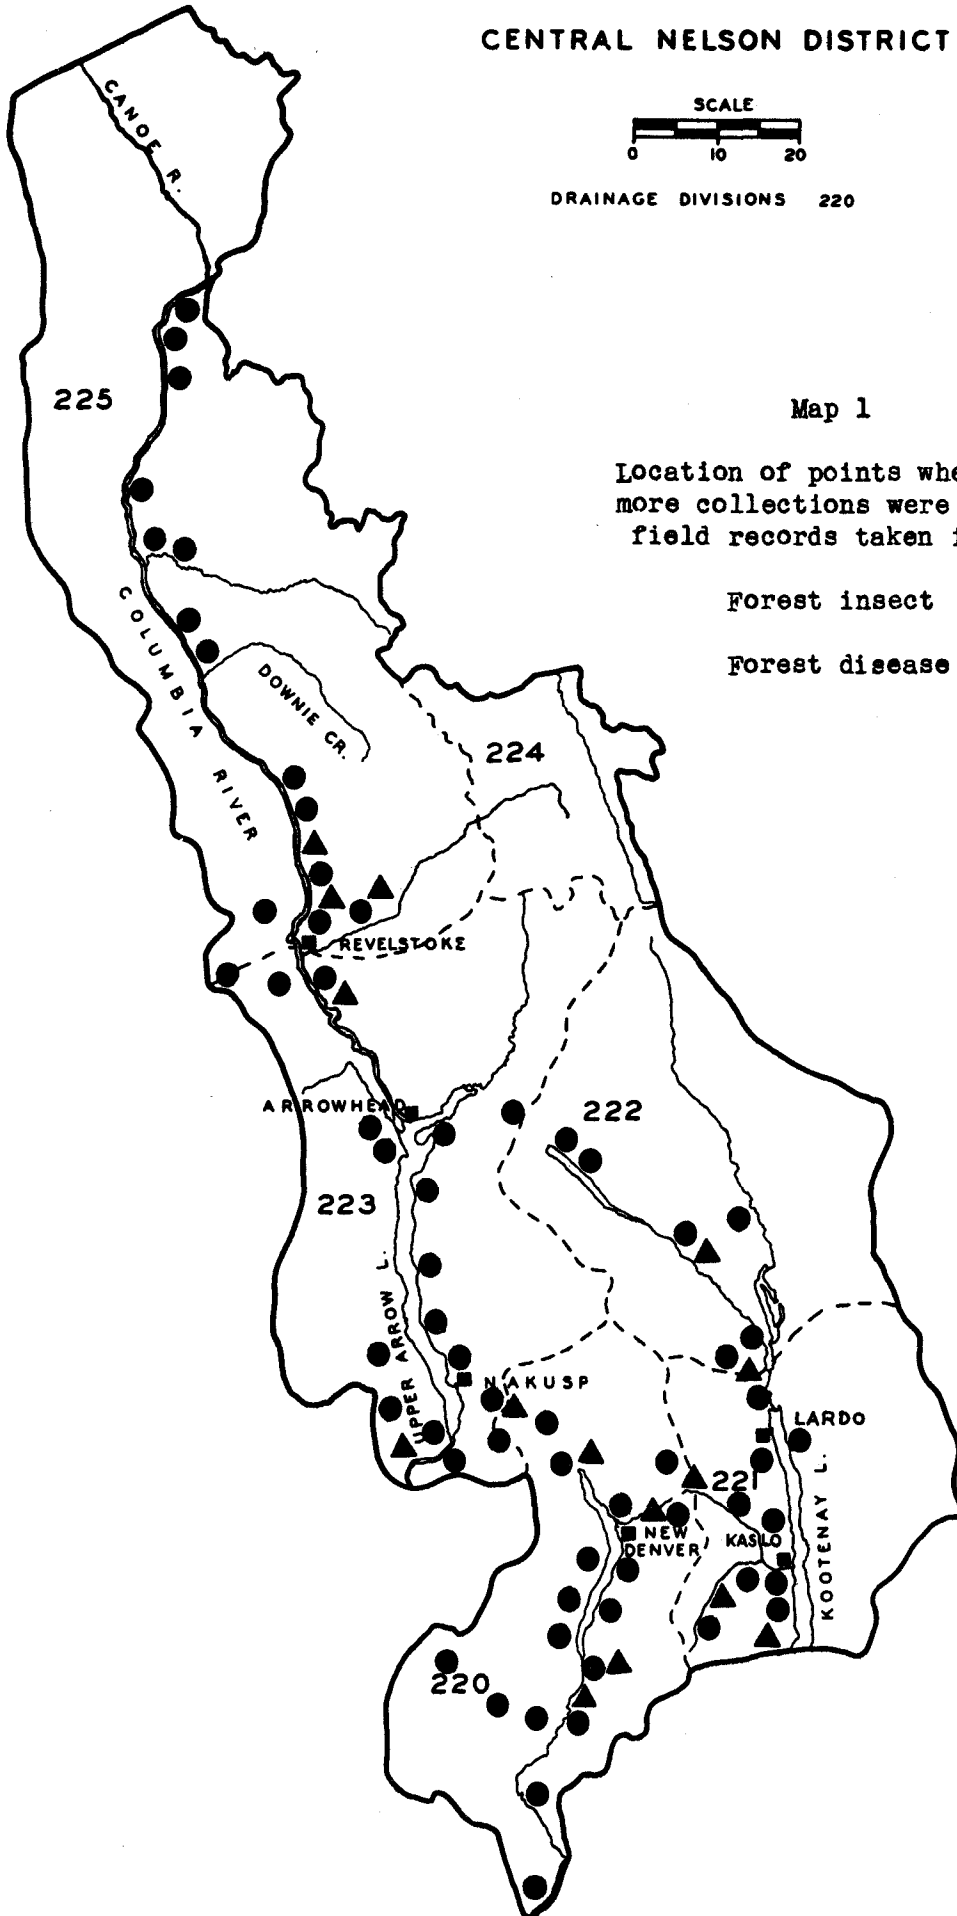 CENTRAL NELSON DISTRICT
SCALE
0 10 20
DRAINAGE DIVISIONS 220
CANOE R.
225
Map 1
Location of points whe
more collections were
field records taken i
Forest insect
Forest disease
COLUMBIA RIVER
DOWNIE CR.
224
REVELSTOKE
ARROWHEAD
222
223
UPPER ARROW L.
NAKUSP
LARDO
221
NEW
DENVER
KASLO
KOOTENAY L.
220